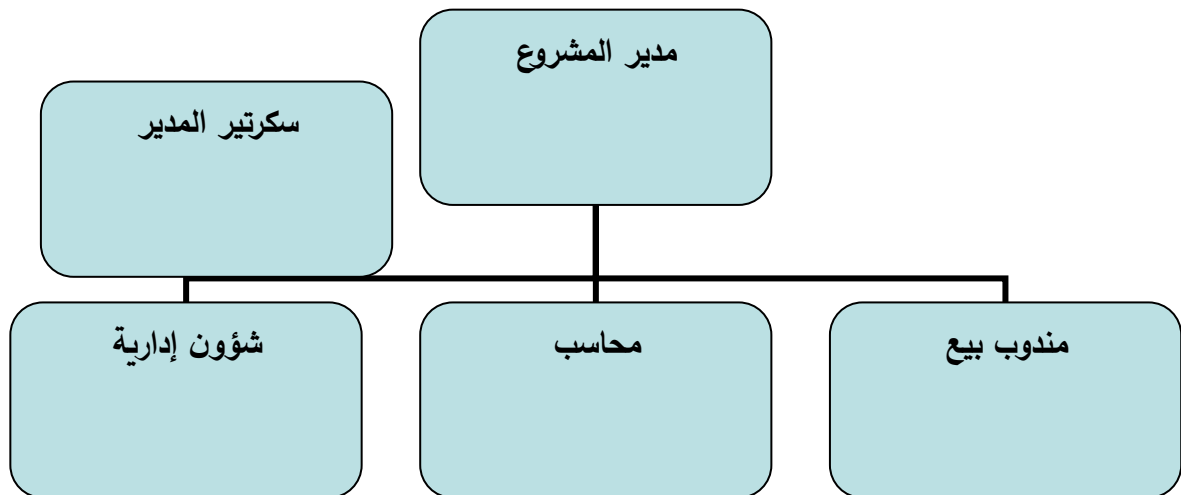 مدير المشروع
سكرتير المدير
مندوب بيع
محاسب
شؤون إدارية